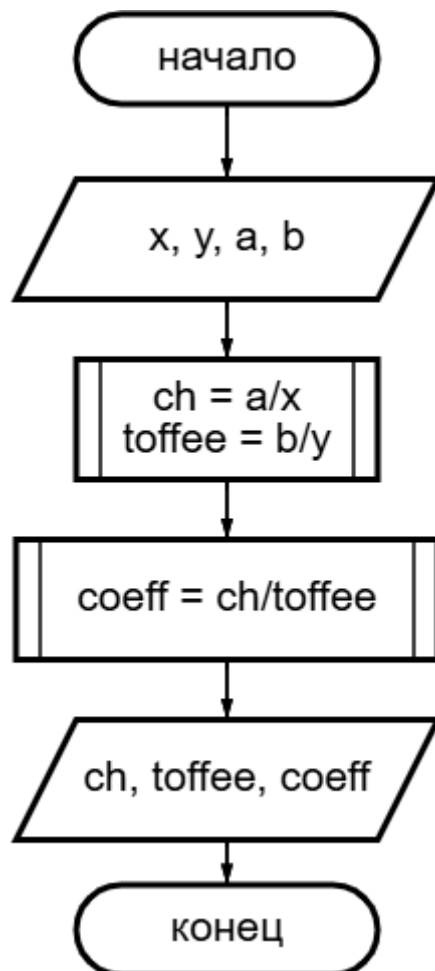 начало
x, y, a, b
ch = a/x
toffee = b/y
coeff = ch/toffee
ch, toffee, coeff
конец